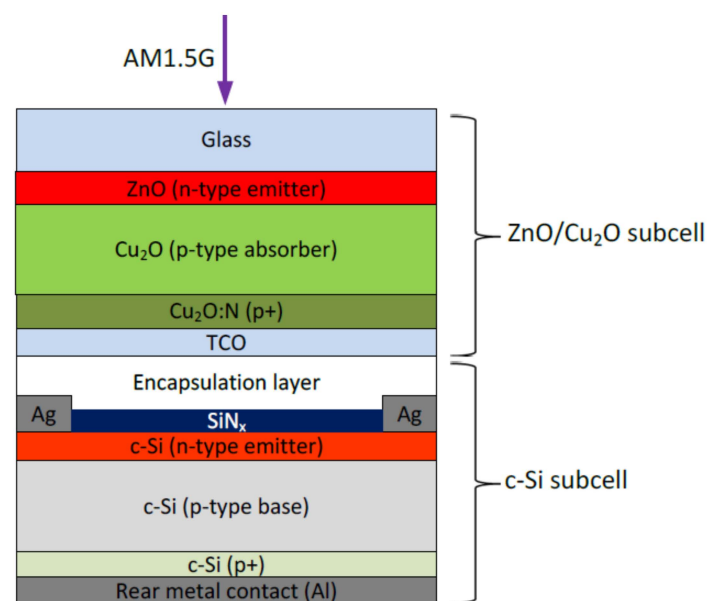 AM1.5G
Glass
ZnO (n-type emitter)
Cu₂O (p-type absorber)
ZnO/Cu₂O subcell
Cu₂O:N (p+)
TCO
Encapsulation layer
Ag
SiNₓ
Ag
c-Si (n-type emitter)
c-Si subcell
c-Si (p-type base)
c-Si (p+)
Rear metal contact (Al)